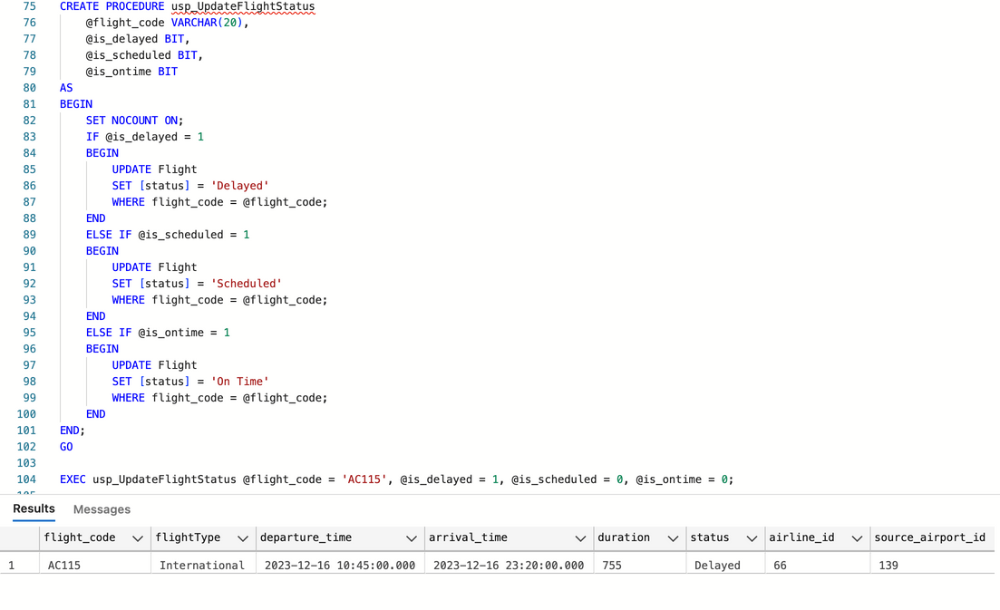 75 CREATE PROCEDURE usp_UpdateFlightStatus
76 @flight_code VARCHAR(20),
77 @is_delayed BIT,
78 @is_scheduled BIT,
79 @is_ontime BIT
80 AS
81 BEGIN
82 SET NOCOUNT ON;
83 IF @is_delayed = 1
84 BEGIN
85 UPDATE Flight
86 SET [status] = 'Delayed'
87 WHERE flight_code = @flight_code;
88 END
89 ELSE IF @is_scheduled = 1
90 BEGIN
91 UPDATE Flight
92 SET [status] = 'Scheduled'
93 WHERE flight_code = @flight_code;
94 END
95 ELSE IF @is_ontime = 1
96 BEGIN
97 UPDATE Flight
98 SET [status] = 'On Time'
99 WHERE flight_code = @flight_code;
100 END
101 END;
102 GO
103
104 EXEC usp_UpdateFlightStatus @flight_code = 'AC115', @is_delayed = 1, @is_scheduled = 0, @is_ontime = 0;
Results Messages
flight_code flightType departure_time arrival_time duration status airline_id source_airport_id
1 AC115 International 2023-12-16 10:45:00.000 2023-12-16 23:20:00.000 755 Delayed 66 139